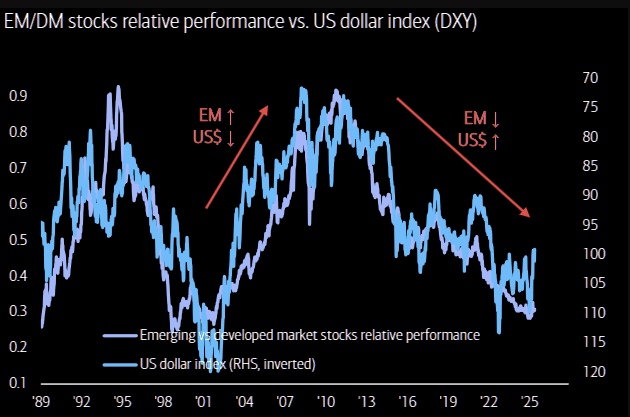 EM/DM stocks relative performance vs. US dollar index (DXY)
70
0.9
75
EM ↑
US$ ↓
EM ↓
US$ ↑
0.8
80
0.7
85
90
0.6
95
0.5
100
0.4
105
0.3
110
Emerging vs developed market stocks relative performance
115
0.2
US dollar index (RHS, inverted)
120
0.1
'89 '92 '95 '98 '01 '04 '07 '10 '13 '16 '19 '22 '25